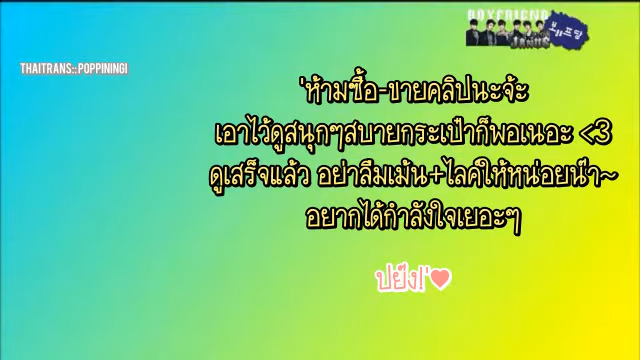 BOYFRIEND
JANUS
THAITRANS::POPPININGI
'ห้ามซื้อ-ขายคลิปนะจ้ะ
เอาไว้ดูสนุกๆสบายกระเป๋าก็พอเนอะ <3
ดูเสร็จแล้ว อย่าลืมเม้น+ไลค์ให้หน่อยน๊า~
อยากได้กำลังใจเยอะๆ
ปยิ๊ง!'♥